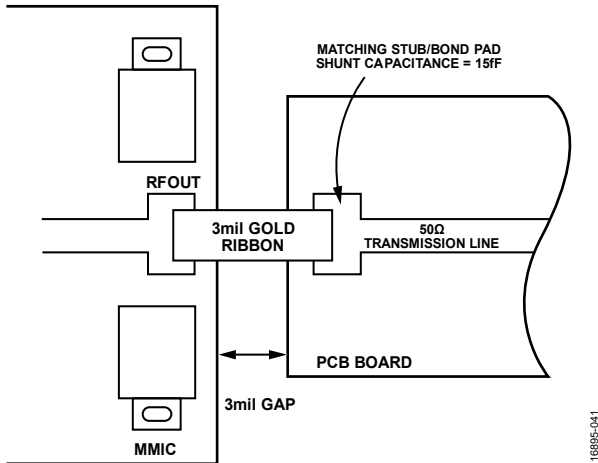 MATCHING STUB/BOND PAD
SHUNT CAPACITANCE = 15fF
RFOUT
3mil GOLD
RIBBON
50Ω
TRANSMISSION LINE
PCB BOARD
3mil GAP
MMIC
16895-041